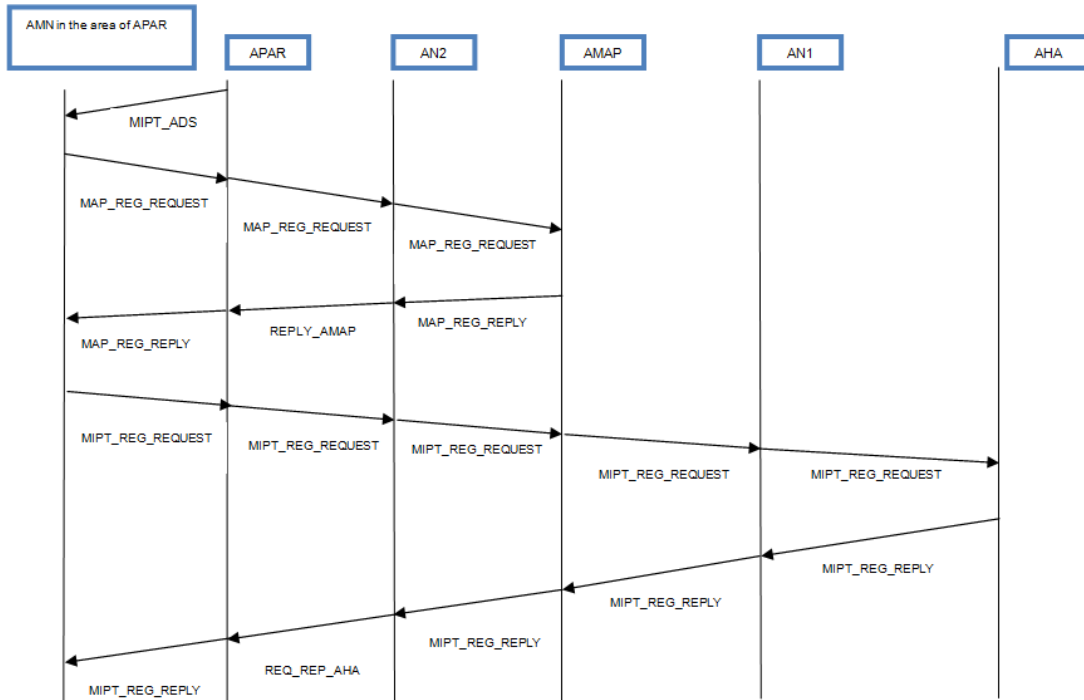 AMN in the area of APAR
APAR
AN2
AMAP
AN1
AHA
MIPT_ADS
MAP_REG_REQUEST
MAP_REG_REQUEST
MAP_REG_REQUEST
MAP_REG_REPLY
REPLY_AMAP
MAP_REG_REPLY
MIPT_REG_REQUEST
MIPT_REG_REQUEST
MIPT_REG_REQUEST
MIPT_REG_REQUEST
MIPT_REG_REQUEST
MIPT_REG_REPLY
MIPT_REG_REPLY
MIPT_REG_REPLY
REQ_REP_AHA
MIPT_REG_REPLY